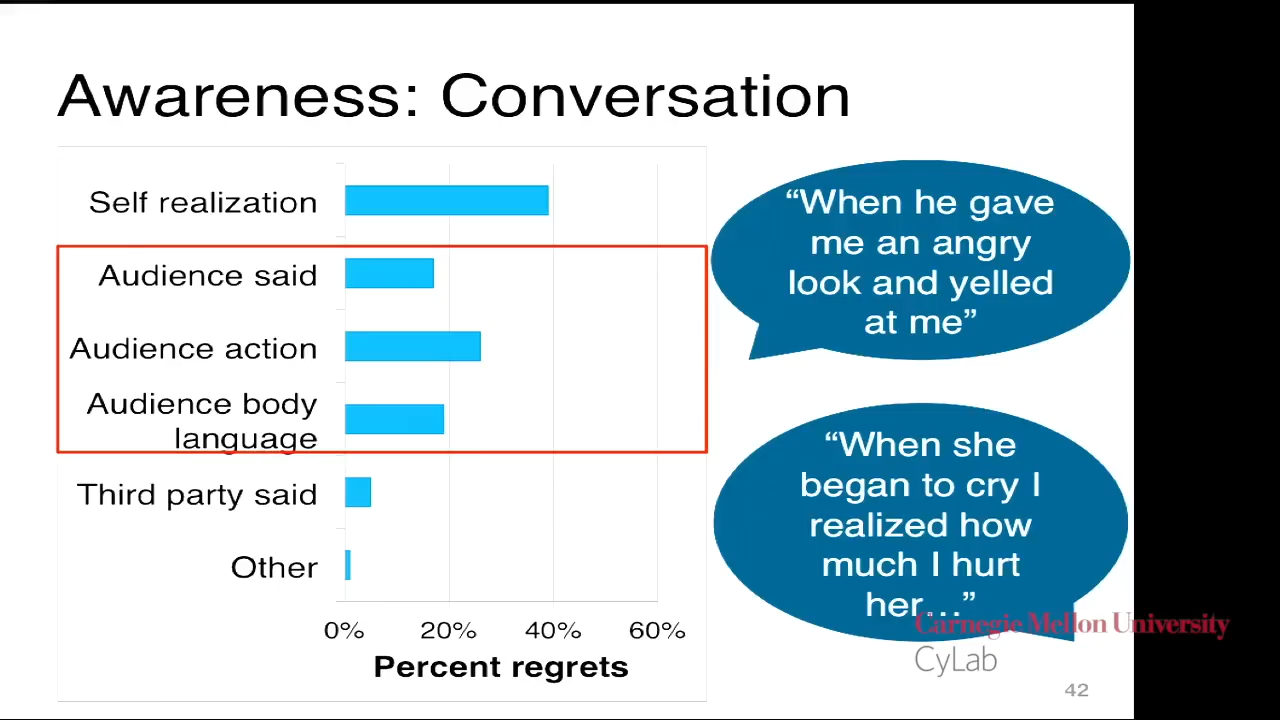 Awareness: Conversation
Self realization
Audience said
Audience action
Audience body
language
Third party said
Other
0% 20% 40% 60%
Percent regrets
“When he gave
me an angry
look and yelled
at me”
“When she
began to cry I
realized how
much I hurt
her…”
Carnegie Mellon University
CyLab
42